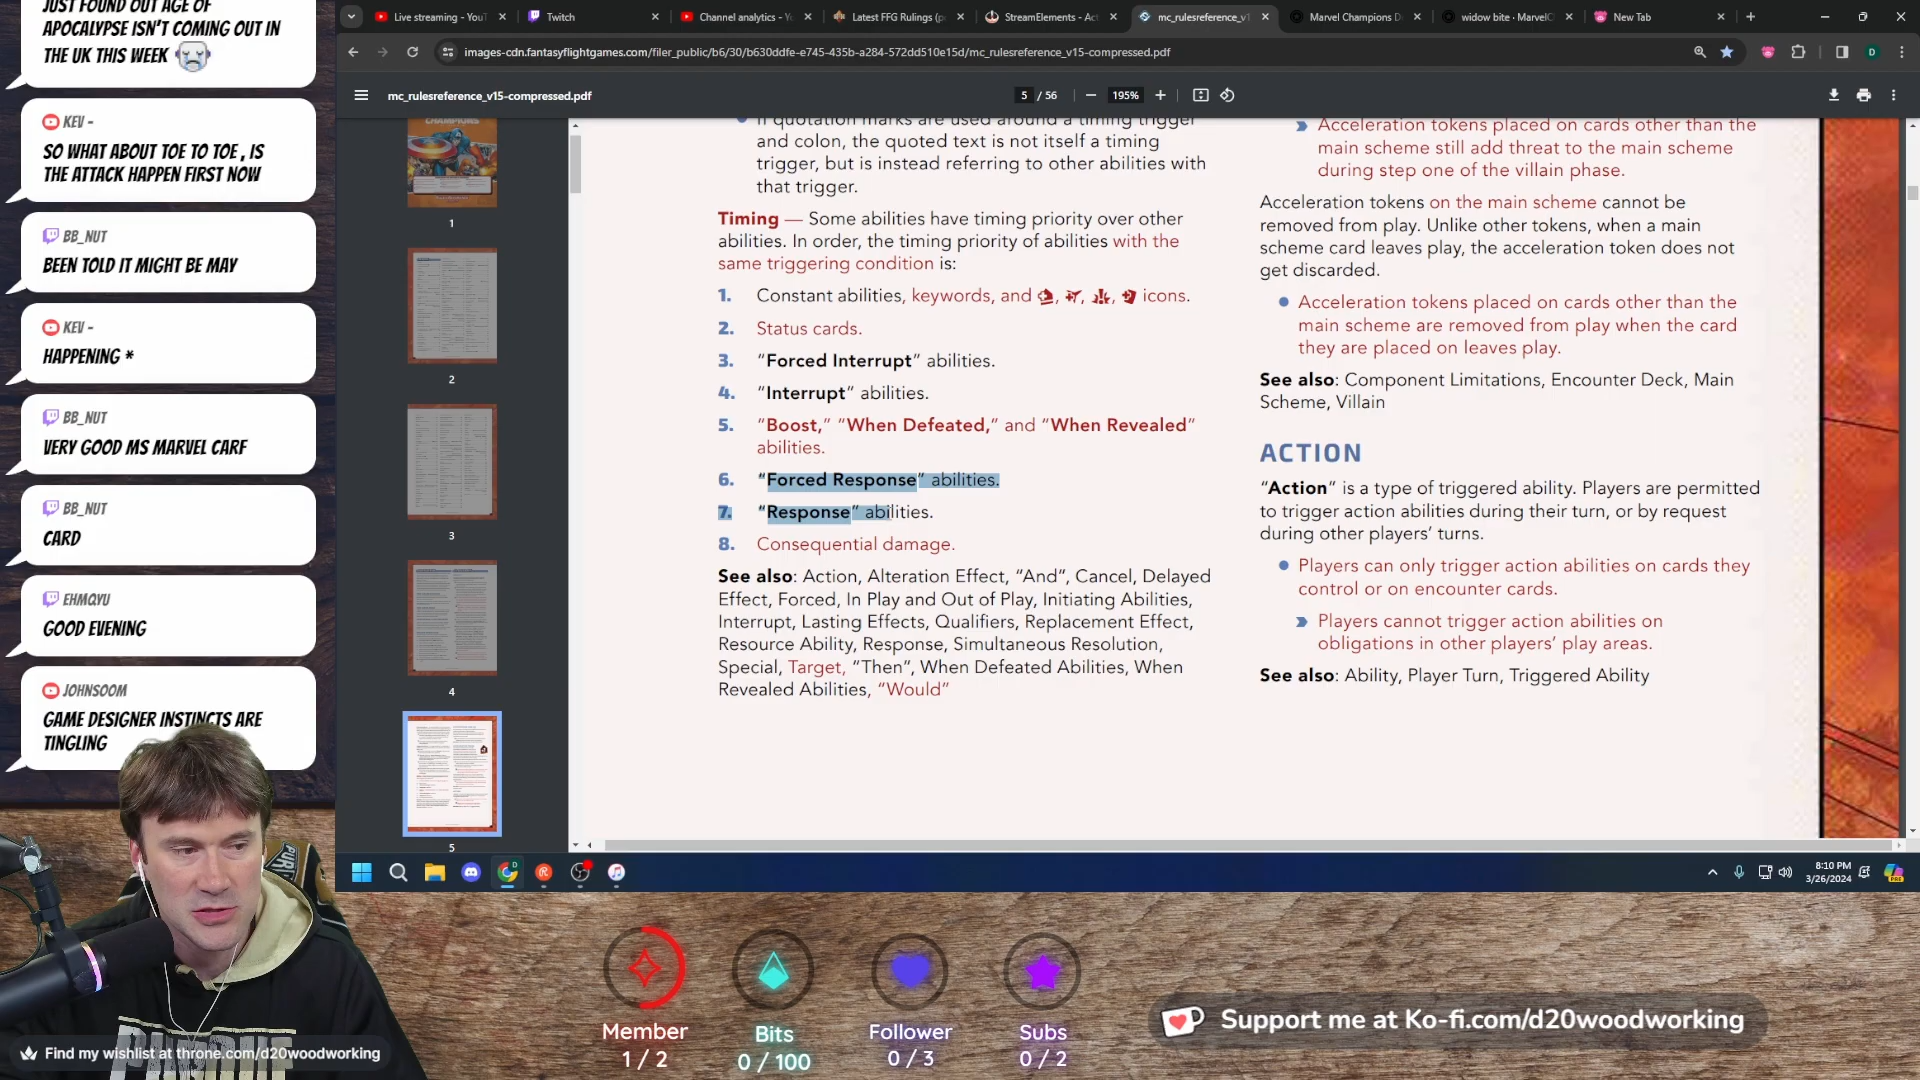 JUST FOUND OUT AGE OF
APOCALYPSE ISN'T COMING OUT IN
THE UK THIS WEEK
KEV -
SO WHAT ABOUT TOE TO TOE , IS
THE ATTACK HAPPEN FIRST NOW
BB_NUT
BEEN TOLD IT MIGHT BE MAY
KEV -
HAPPENING *
BB_NUT
VERY GOOD MS MARVEL CARF
BB_NUT
CARD
EHMQYU
GOOD EVENING
JOHNSOOM
GAME DESIGNER INSTINCTS ARE
TINGLING
Find my wishlist at throne.com/d20woodworking
Live streaming - You
Twitch
Channel analytics - Y
Latest FFG Rulings (p
StreamElements - Ac
mc_rulesreference_v1
Marvel Champions D
widow bite · MarvelC
New Tab
images-cdn.fantasyflightgames.com/filer_public/b6/30/b630ddfe-e745-435b-a284-572dd510e15d/mc_rulesreference_v15-compressed.pdf
mc_rulesreference_v15-compressed.pdf
5 / 56
195%
CHAMPIONS
1
2
3
4
5
If quotation marks are used around a timing trigger
and colon, the quoted text is not itself a timing
trigger, but is instead referring to other abilities with
that trigger.
Timing — Some abilities have timing priority over other
abilities. In order, the timing priority of abilities with the
same triggering condition is:
1. Constant abilities, keywords, and , , , icons.
2. Status cards.
3. “Forced Interrupt” abilities.
4. “Interrupt” abilities.
5. “Boost,” “When Defeated,” and “When Revealed”
abilities.
6. “Forced Response” abilities.
7. “Response” abilities.
8. Consequential damage.
See also: Action, Alteration Effect, “And”, Cancel, Delayed
Effect, Forced, In Play and Out of Play, Initiating Abilities,
Interrupt, Lasting Effects, Qualifiers, Replacement Effect,
Resource Ability, Response, Simultaneous Resolution,
Special, Target, “Then”, When Defeated Abilities, When
Revealed Abilities, “Would”
Acceleration tokens placed on cards other than the
main scheme still add threat to the main scheme
during step one of the villain phase.
Acceleration tokens on the main scheme cannot be
removed from play. Unlike other tokens, when a main
scheme card leaves play, the acceleration token does not
get discarded.
Acceleration tokens placed on cards other than the
main scheme are removed from play when the card
they are placed on leaves play.
See also: Component Limitations, Encounter Deck, Main
Scheme, Villain
ACTION
“Action” is a type of triggered ability. Players are permitted
to trigger action abilities during their turn, or by request
during other players’ turns.
Players can only trigger action abilities on cards they
control or on encounter cards.
Players cannot trigger action abilities on
obligations in other players’ play areas.
See also: Ability, Player Turn, Triggered Ability
8:10 PM
3/26/2024
Member
1 / 2
Bits
0 / 100
Follower
0 / 3
Subs
0 / 2
Support me at Ko-fi.com/d20woodworking